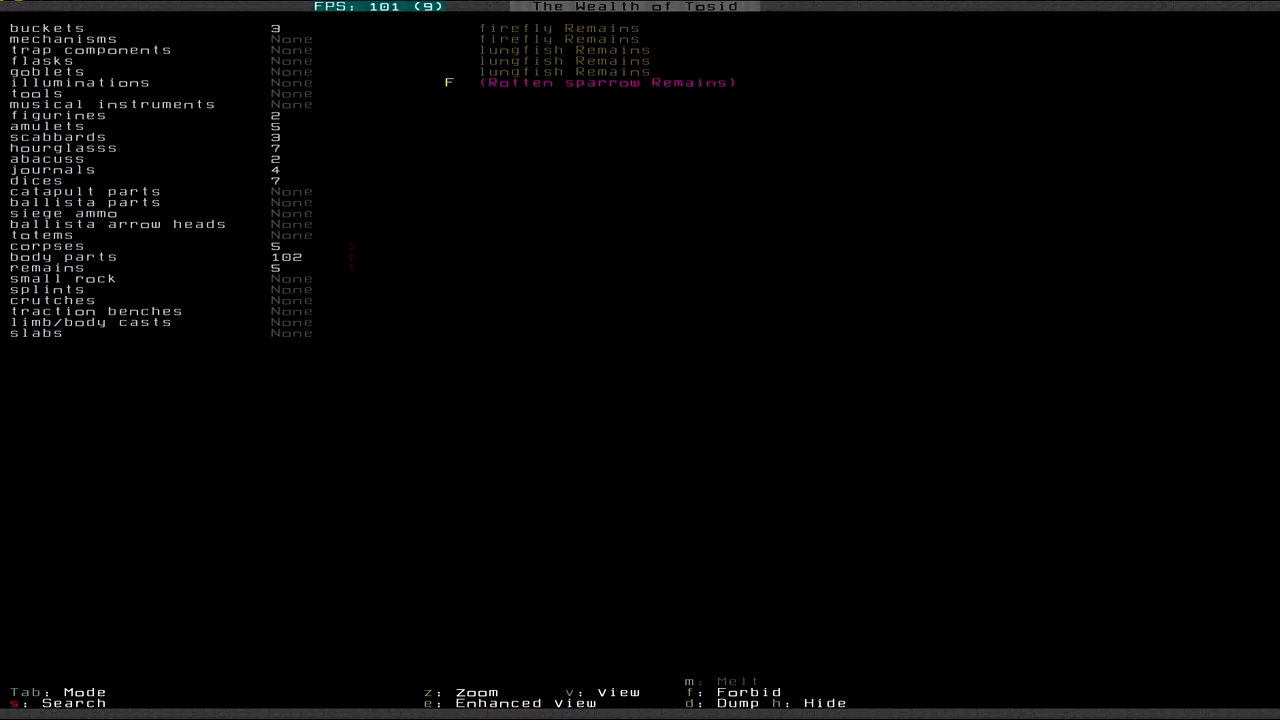 FPS: 101 (9) The Wealth of Tosid
buckets 3 firefly Remains
mechanisms None firefly Remains
trap components None lungfish Remains
flasks None lungfish Remains
goblets None lungfish Remains
illuminations None F (Rotten sparrow Remains)
tools None
musical instruments None
figurines 2
amulets 5
scabbards 3
hourglasss 7
abacuss 2
journals 4
dices 7
catapult parts None
ballista parts None
siege ammo None
ballista arrow heads None
totems None
corpses 5
body parts 102
remains 5
small rock None
splints None
crutches None
traction benches None
limb/body casts None
slabs None
m: Melt
Tab: Mode z: Zoom v: View f: Forbid
s: Search e: Enhanced View d: Dump h: Hide